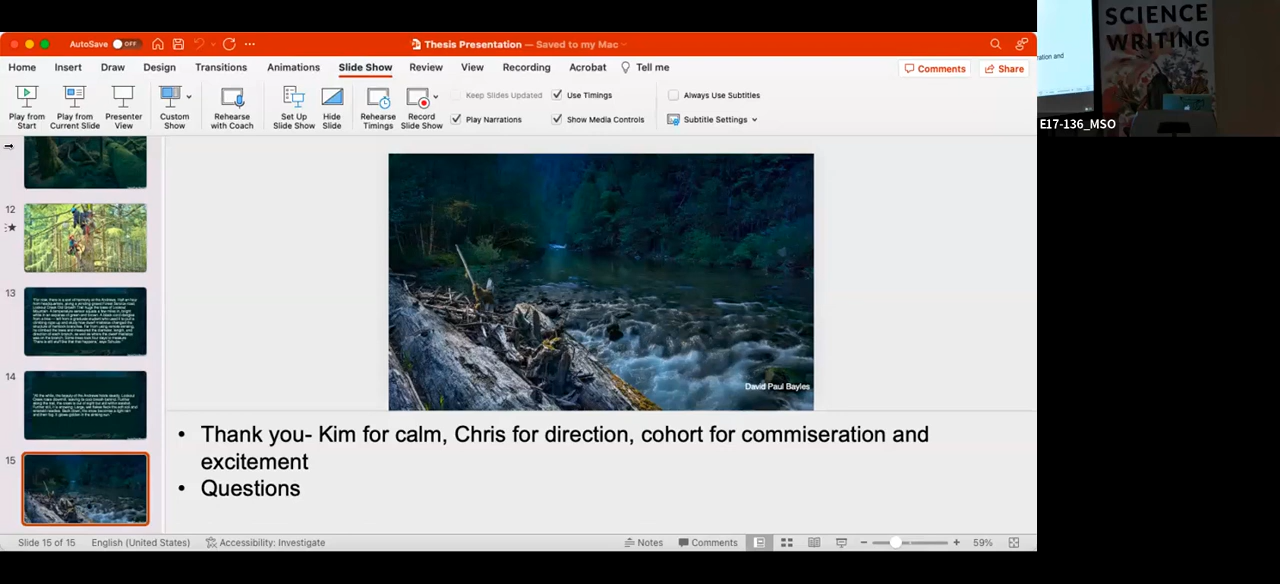 AutoSave OFF
Thesis Presentation — Saved to my Mac
Home Insert Draw Design Transitions Animations Slide Show Review View Recording Acrobat Tell me
Comments Share
Play from Start
Play from Current Slide
Presenter View
Custom Show
Rehearse with Coach
Set Up Slide Show
Hide Slide
Rehearse Timings
Record Slide Show
Keep Slides Updated
Use Timings
Play Narrations
Show Media Controls
Always Use Subtitles
Subtitle Settings
12
13
14
15
David Paul Bayles
• Thank you- Kim for calm, Chris for direction, cohort for commiseration and
excitement
• Questions
Slide 15 of 15 English (United States) Accessibility: Investigate
Notes Comments 59%
SCIENCE
WRITING
E17-136_MSO